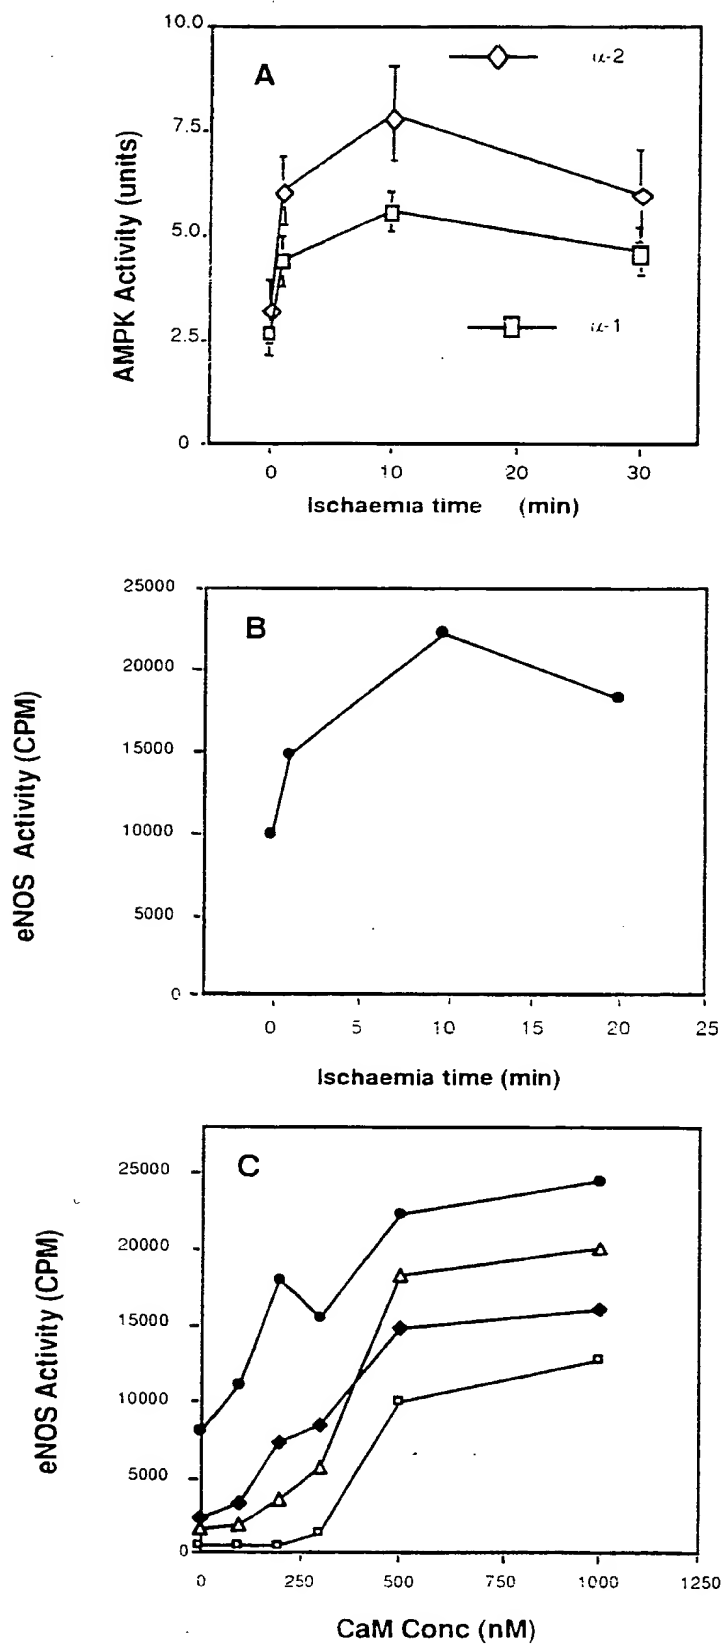 A
α-2
10.0
7.5
5.0
2.5
0
AMPK Activity (units)
α-1
0 10 20 30
Ischaemia time (min)
B
25000
20000
15000
10000
5000
0
eNOS Activity (CPM)
0 5 10 15 20 25
Ischaemia time (min)
C
25000
20000
15000
10000
5000
0
eNOS Activity (CPM)
0 250 500 750 1000 1250
CaM Conc (nM)